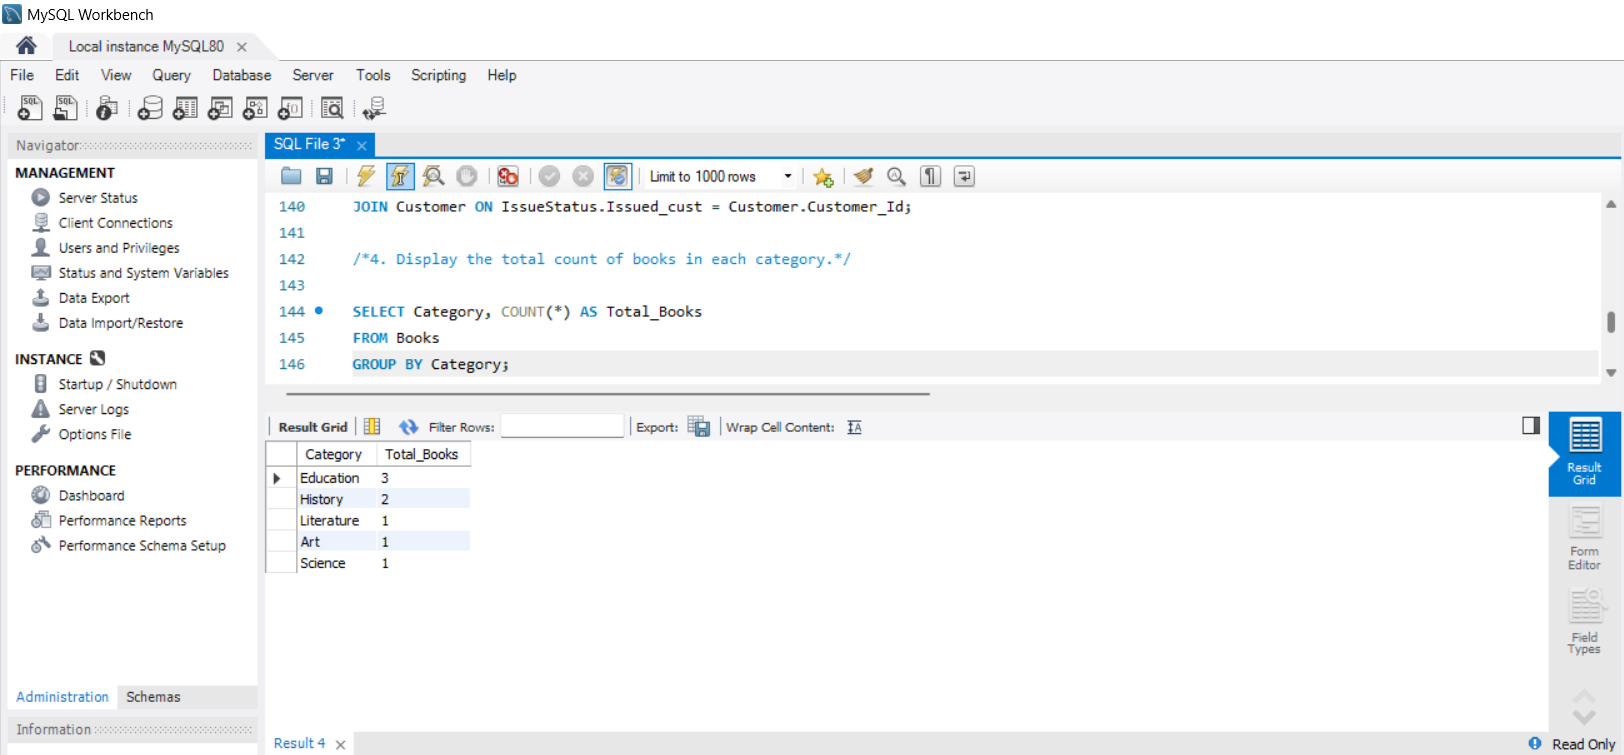 MySQL Workbench
Local instance MySQL80
File Edit View Query Database Server Tools Scripting Help
Navigator
MANAGEMENT
Server Status
Client Connections
Users and Privileges
Status and System Variables
Data Export
Data Import/Restore
INSTANCE
Startup / Shutdown
Server Logs
Options File
PERFORMANCE
Dashboard
Performance Reports
Performance Schema Setup
Administration Schemas
Information
SQL File 3*
Limit to 1000 rows
140 JOIN Customer ON IssueStatus.Issued_cust = Customer.Customer_Id;
141
142 /*4. Display the total count of books in each category.*/
143
144 SELECT Category, COUNT(*) AS Total_Books
145 FROM Books
146 GROUP BY Category;
Result Grid Filter Rows: Export: Wrap Cell Content:
Category Total_Books
Education 3
History 2
Literature 1
Art 1
Science 1
Result
Grid
Form
Editor
Field
Types
Result 4
Read Only